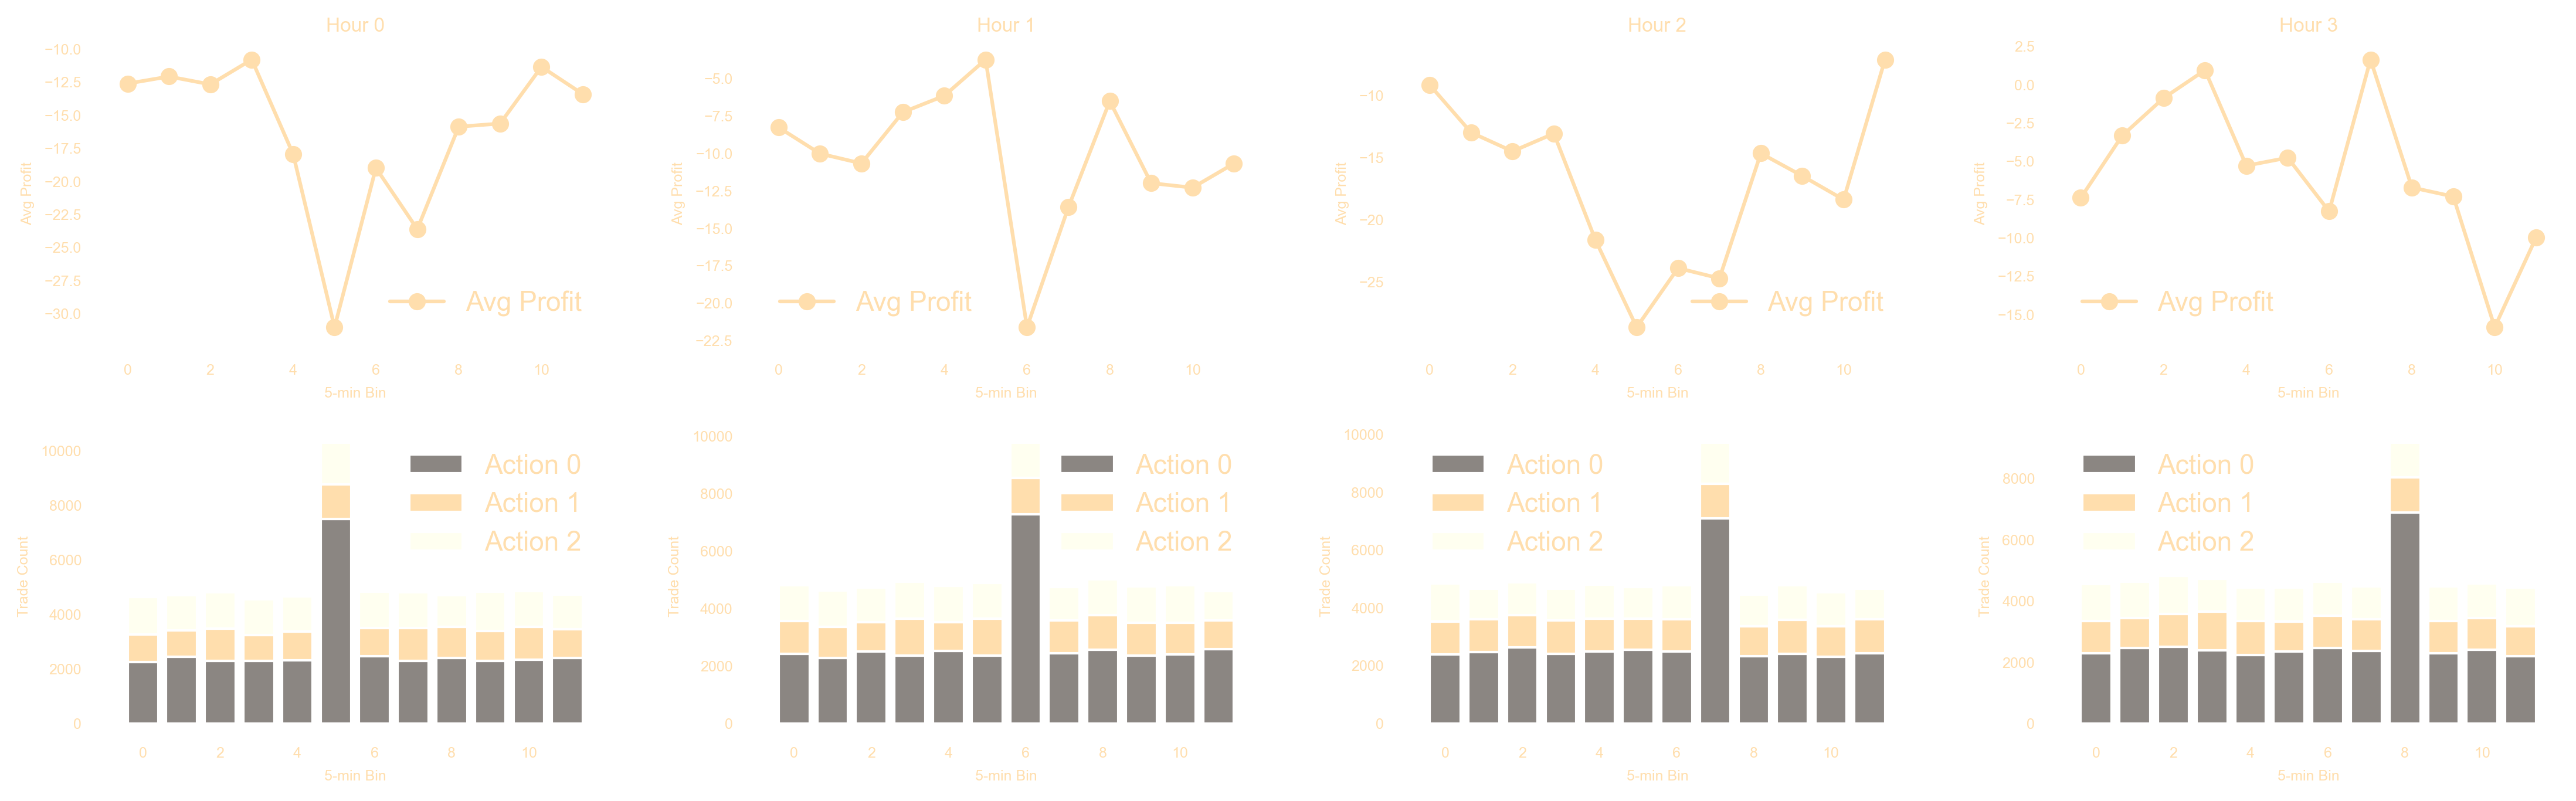 Hour 0
−10.0
−12.5
−15.0
−17.5
−20.0
−22.5
−25.0
−27.5
−30.0
Avg Profit
Avg Profit
0 2 4 6 8 10
5-min Bin
Hour 1
−5.0
−7.5
−10.0
−12.5
−15.0
−17.5
−20.0
−22.5
Avg Profit
Avg Profit
0 2 4 6 8 10
5-min Bin
Hour 2
−10
−15
−20
−25
Avg Profit
Avg Profit
0 2 4 6 8 10
5-min Bin
Hour 3
2.5
0.0
−2.5
−5.0
−7.5
−10.0
−12.5
−15.0
Avg Profit
Avg Profit
0 2 4 6 8 10
5-min Bin
10000
8000
6000
4000
2000
0
Trade Count
Action 0
Action 1
Action 2
0 2 4 6 8 10
5-min Bin
10000
8000
6000
4000
2000
0
Trade Count
Action 0
Action 1
Action 2
0 2 4 6 8 10
5-min Bin
10000
8000
6000
4000
2000
0
Trade Count
Action 0
Action 1
Action 2
0 2 4 6 8 10
5-min Bin
8000
6000
4000
2000
0
Trade Count
Action 0
Action 1
Action 2
0 2 4 6 8 10
5-min Bin